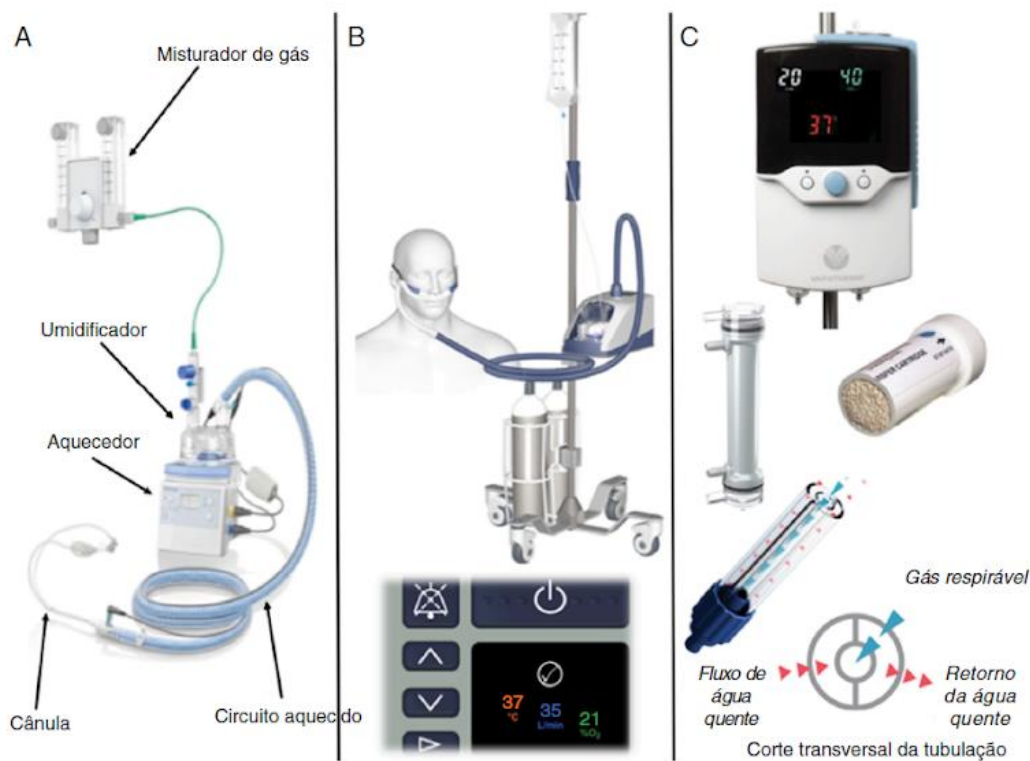 A
Misturador de gás
Umidificador
Aquecedor
Cânula
Circuito aquecido
B
37
°C
35
L/min
21
%O₂
C
20
40
37°
CARTRIDGE
Gás respirável
Fluxo de
água
quente
Retorno
da água
quente
Corte transversal da tubulação